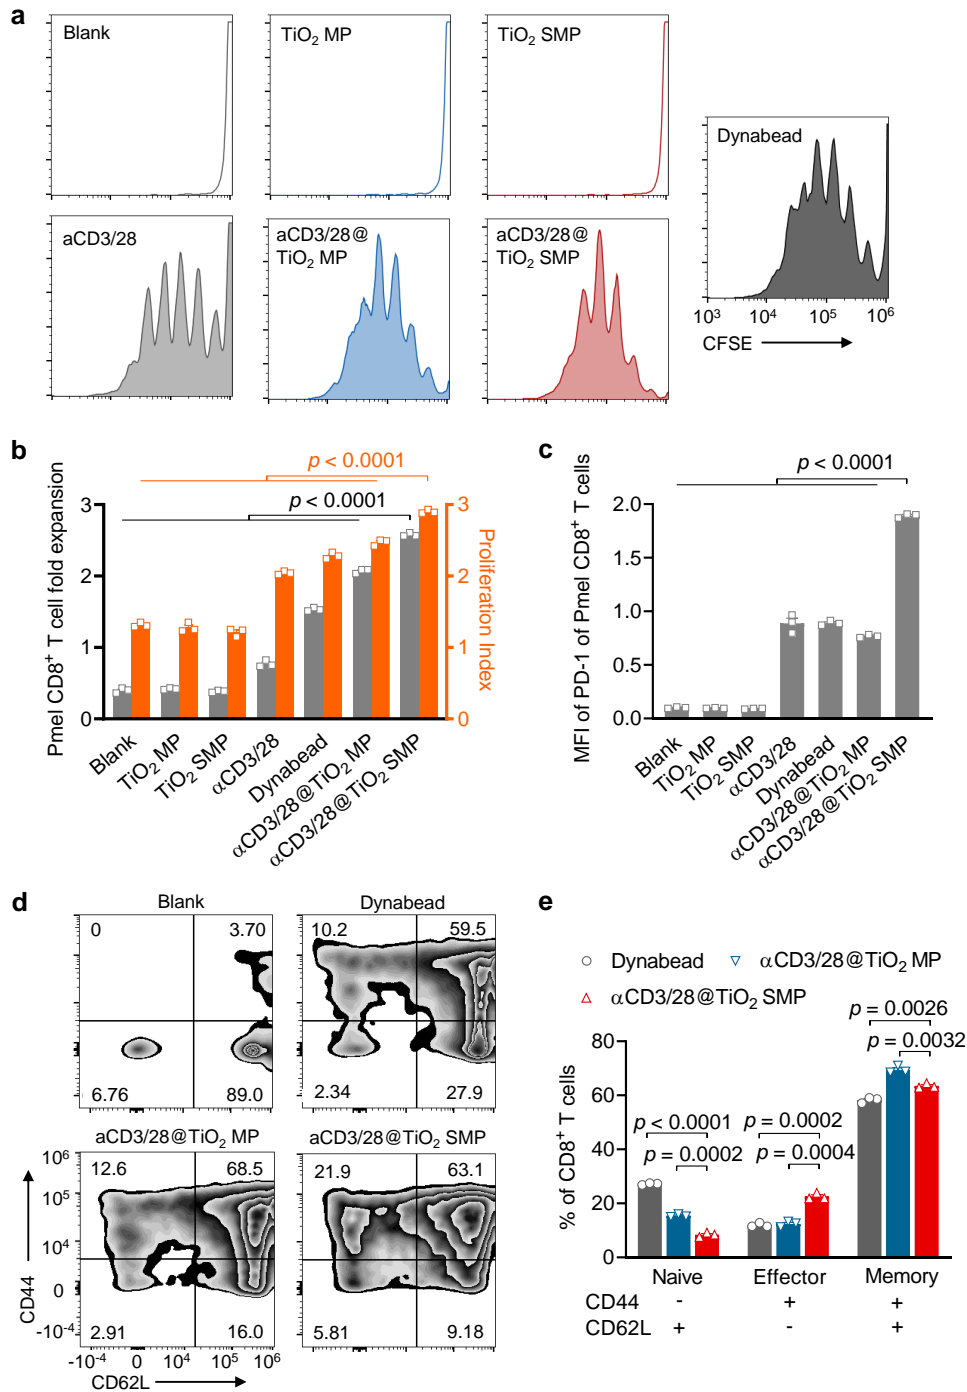 a
Blank
TiO₂ MP
TiO₂ SMP
Dynabead
aCD3/28
aCD3/28@
TiO₂ MP
aCD3/28@
TiO₂ SMP
10³ 10⁴ 10⁵ 10⁶
CFSE
b
p < 0.0001
p < 0.0001
Pmel CD8⁺ T cell fold expansion
3
2
1
0
3
2
1
0
Proliferation Index
Blank
TiO₂ MP
TiO₂ SMP
αCD3/28
Dynabead
αCD3/28@TiO₂ MP
αCD3/28@TiO₂ SMP
c
p < 0.0001
MFI of PD-1 of Pmel CD8⁺ T cells
2.0
1.5
1.0
0.5
0.0
Blank
TiO₂ MP
TiO₂ SMP
αCD3/28
Dynabead
αCD3/28@TiO₂ MP
αCD3/28@TiO₂ SMP
d
Blank
0 3.70
6.76 89.0
Dynabead
10.2 59.5
2.34 27.9
aCD3/28@TiO₂ MP
12.6 68.5
2.91 16.0
aCD3/28@TiO₂ SMP
21.9 63.1
5.81 9.18
10⁶
10⁵
10⁴
0
-10⁴
CD44
-10⁴ 0 10⁴ 10⁵ 10⁶
CD62L
e
Dynabead αCD3/28@TiO₂ MP
αCD3/28@TiO₂ SMP
p = 0.0026
p = 0.0032
p < 0.0001
p = 0.0002
p = 0.0002
p = 0.0004
% of CD8⁺ T cells
80
60
40
20
0
Naive Effector Memory
CD44 - + +
CD62L + - +